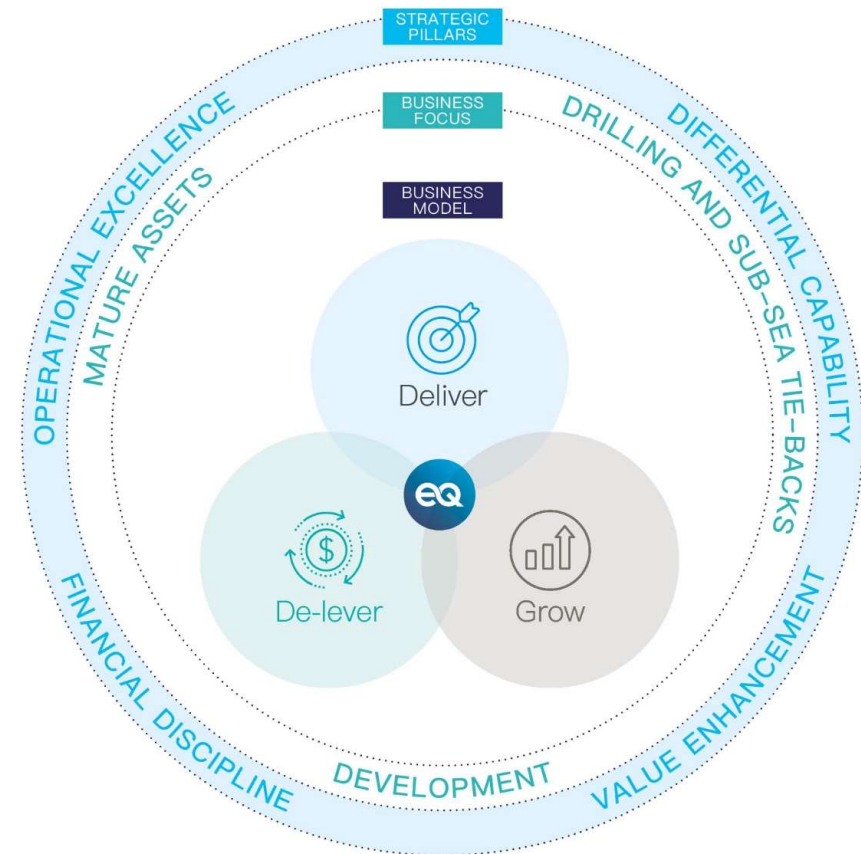 STRATEGIC
PILLARS
OPERATIONAL EXCELLENCE
DIFFERENTIAL CAPABILITY
FINANCIAL DISCIPLINE
VALUE ENHANCEMENT
BUSINESS
FOCUS
MATURE ASSETS
DRILLING AND SUB-SEA TIE-BACKS
DEVELOPMENT
BUSINESS
MODEL
Deliver
EQ
$
De-lever
Grow